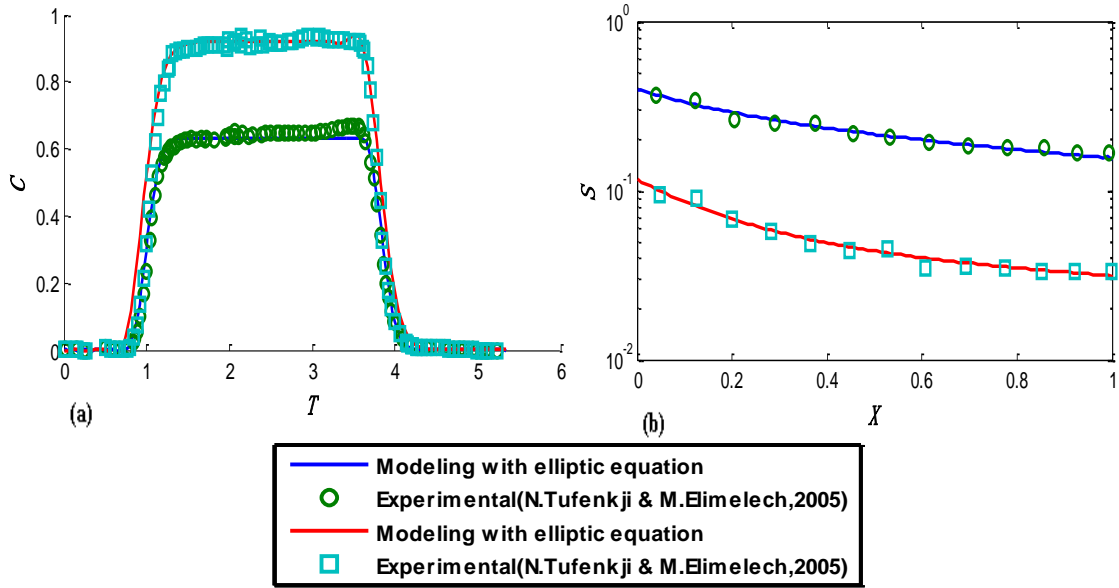 1
0.8
0.6
0.4
0.2
0
0 1 2 3 4 5 6
C
T
(a)
10^0
10^-1
10^-2
0 0.2 0.4 0.6 0.8 1
S
X
(b)
Modeling with elliptic equation
Experimental(N.Tufenkji & M.Elimelech,2005)
Modeling with elliptic equation
Experimental(N.Tufenkji & M.Elimelech,2005)